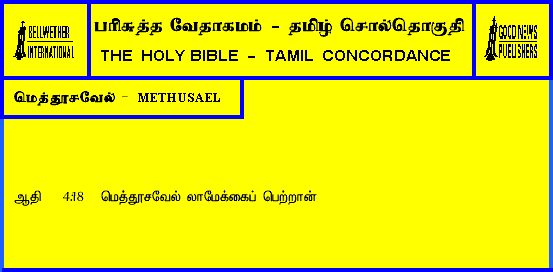 BELLWETHER
INTERNATIONAL
பரிசுத்த வேதாகமம் - தமிழ் சொல்தொகுதி
THE HOLY BIBLE - TAMIL CONCORDANCE
GOOD NEWS
PUBLISHERS
மெத்தூசவேல் - METHUSAEL
ஆதி 4:18 மெத்தூசவேல் லாமேக்கைப் பெற்றான்